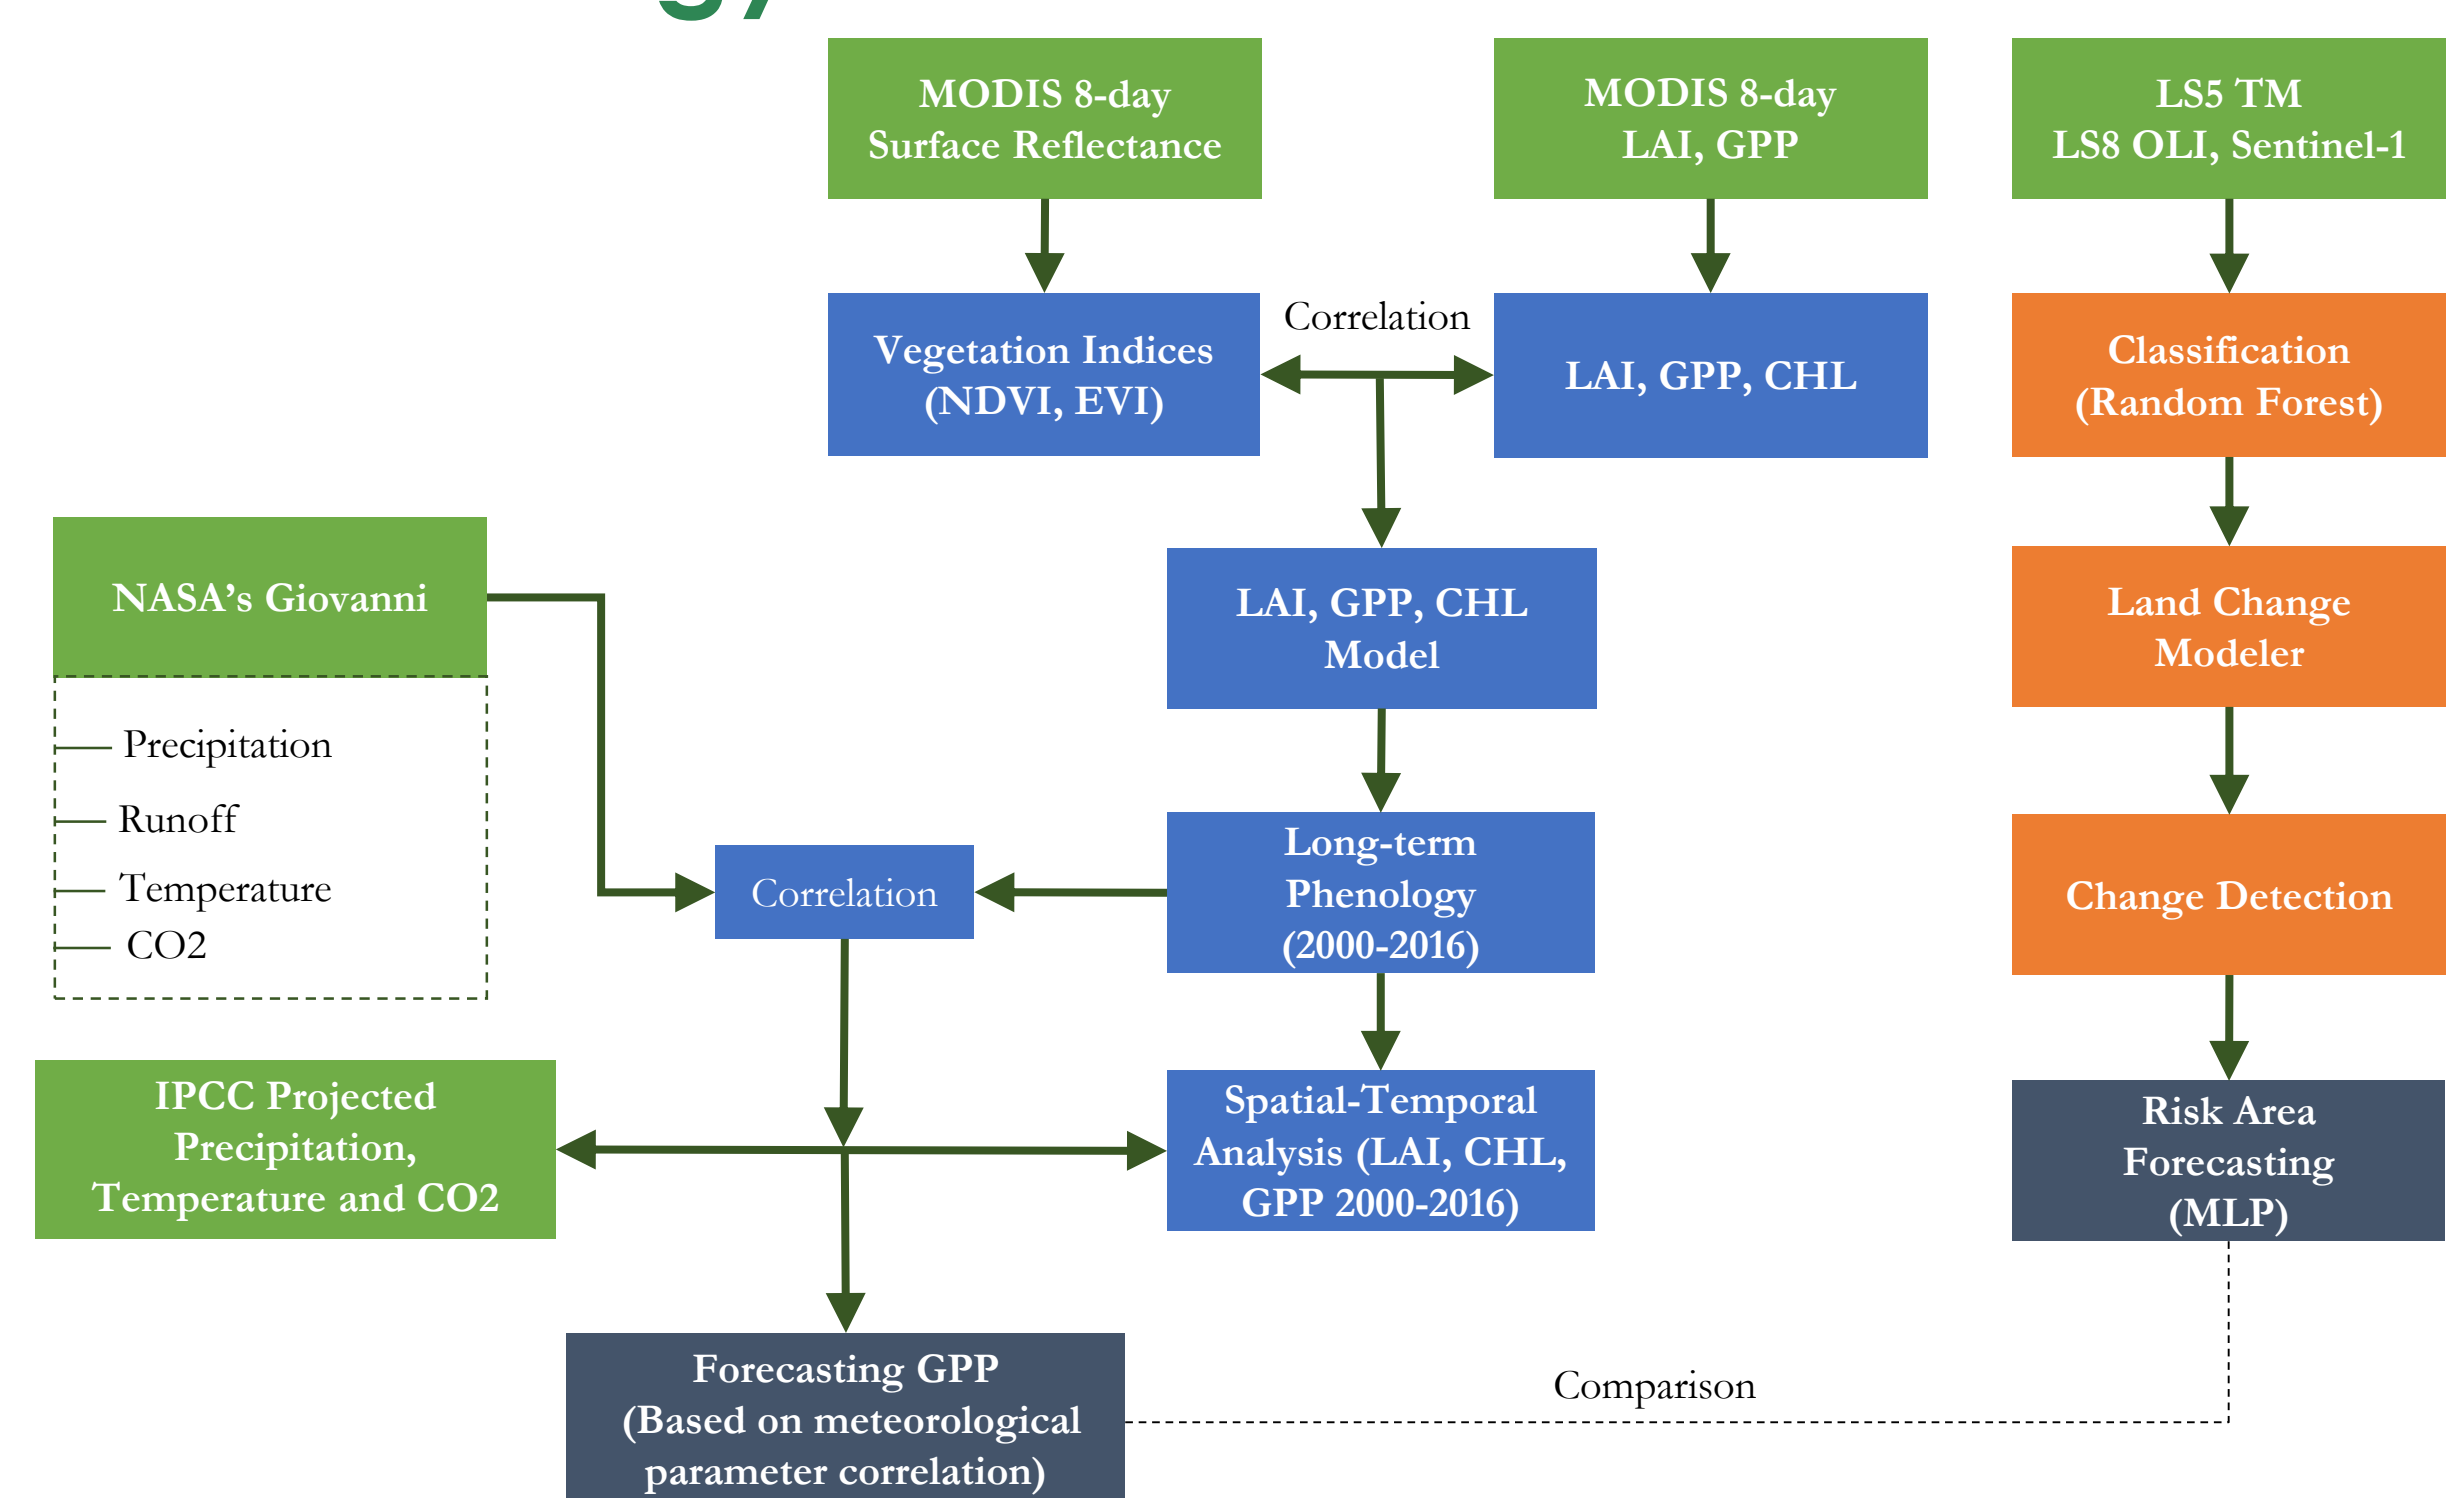 MODIS 8-day
Surface Reflectance
MODIS 8-day
LAI, GPP
LS5 TM
LS8 OLI, Sentinel-1
Vegetation Indices
(NDVI, EVI)
Correlation
LAI, GPP, CHL
Classification
(Random Forest)
NASA’s Giovanni
Precipitation
Runoff
Temperature
CO2
LAI, GPP, CHL
Model
Land Change
Modeler
Correlation
Long-term
Phenology
(2000-2016)
Change Detection
IPCC Projected
Precipitation,
Temperature and CO2
Spatial-Temporal
Analysis (LAI, CHL,
GPP 2000-2016)
Risk Area
Forecasting
(MLP)
Forecasting GPP
(Based on meteorological
parameter correlation)
Comparison